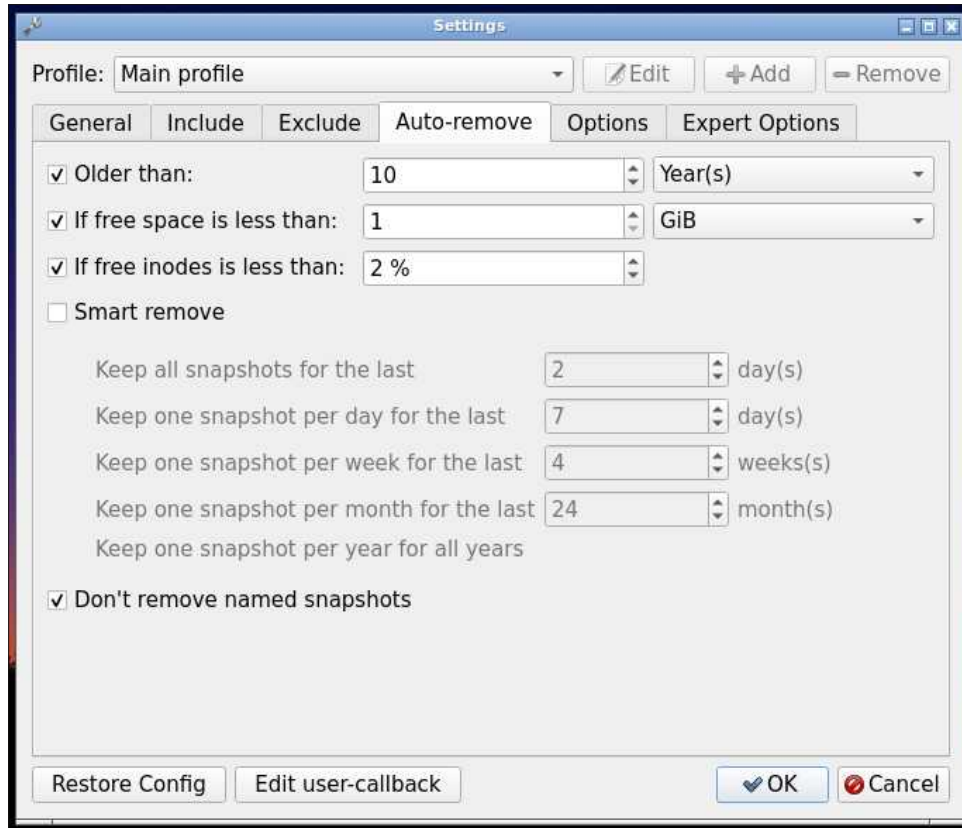 Settings
Profile: Main profile Edit Add Remove
General Include Exclude Auto-remove Options Expert Options
Older than: 10 Year(s)
If free space is less than: 1 GiB
If free inodes is less than: 2 %
Smart remove
Keep all snapshots for the last 2 day(s)
Keep one snapshot per day for the last 7 day(s)
Keep one snapshot per week for the last 4 weeks(s)
Keep one snapshot per month for the last 24 month(s)
Keep one snapshot per year for all years
Don't remove named snapshots
Restore Config Edit user-callback OK Cancel